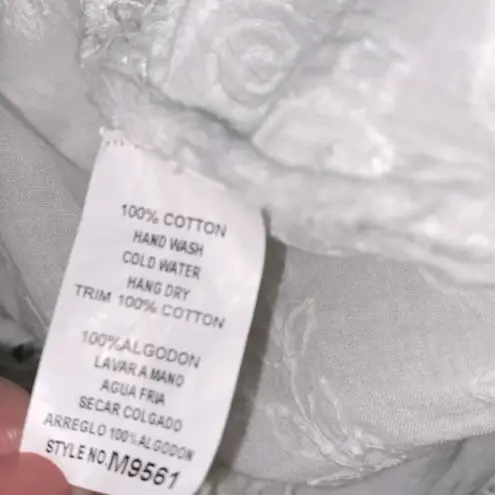 100% COTTON
HAND WASH
COLD WATER
HANG DRY
TRIM 100% COTTON
100%ALGODON
LAVAR A MANO
AGUA FRIA
SECAR COLGADO
ARREGLO 100%ALGODON
STYLE NO.M9561